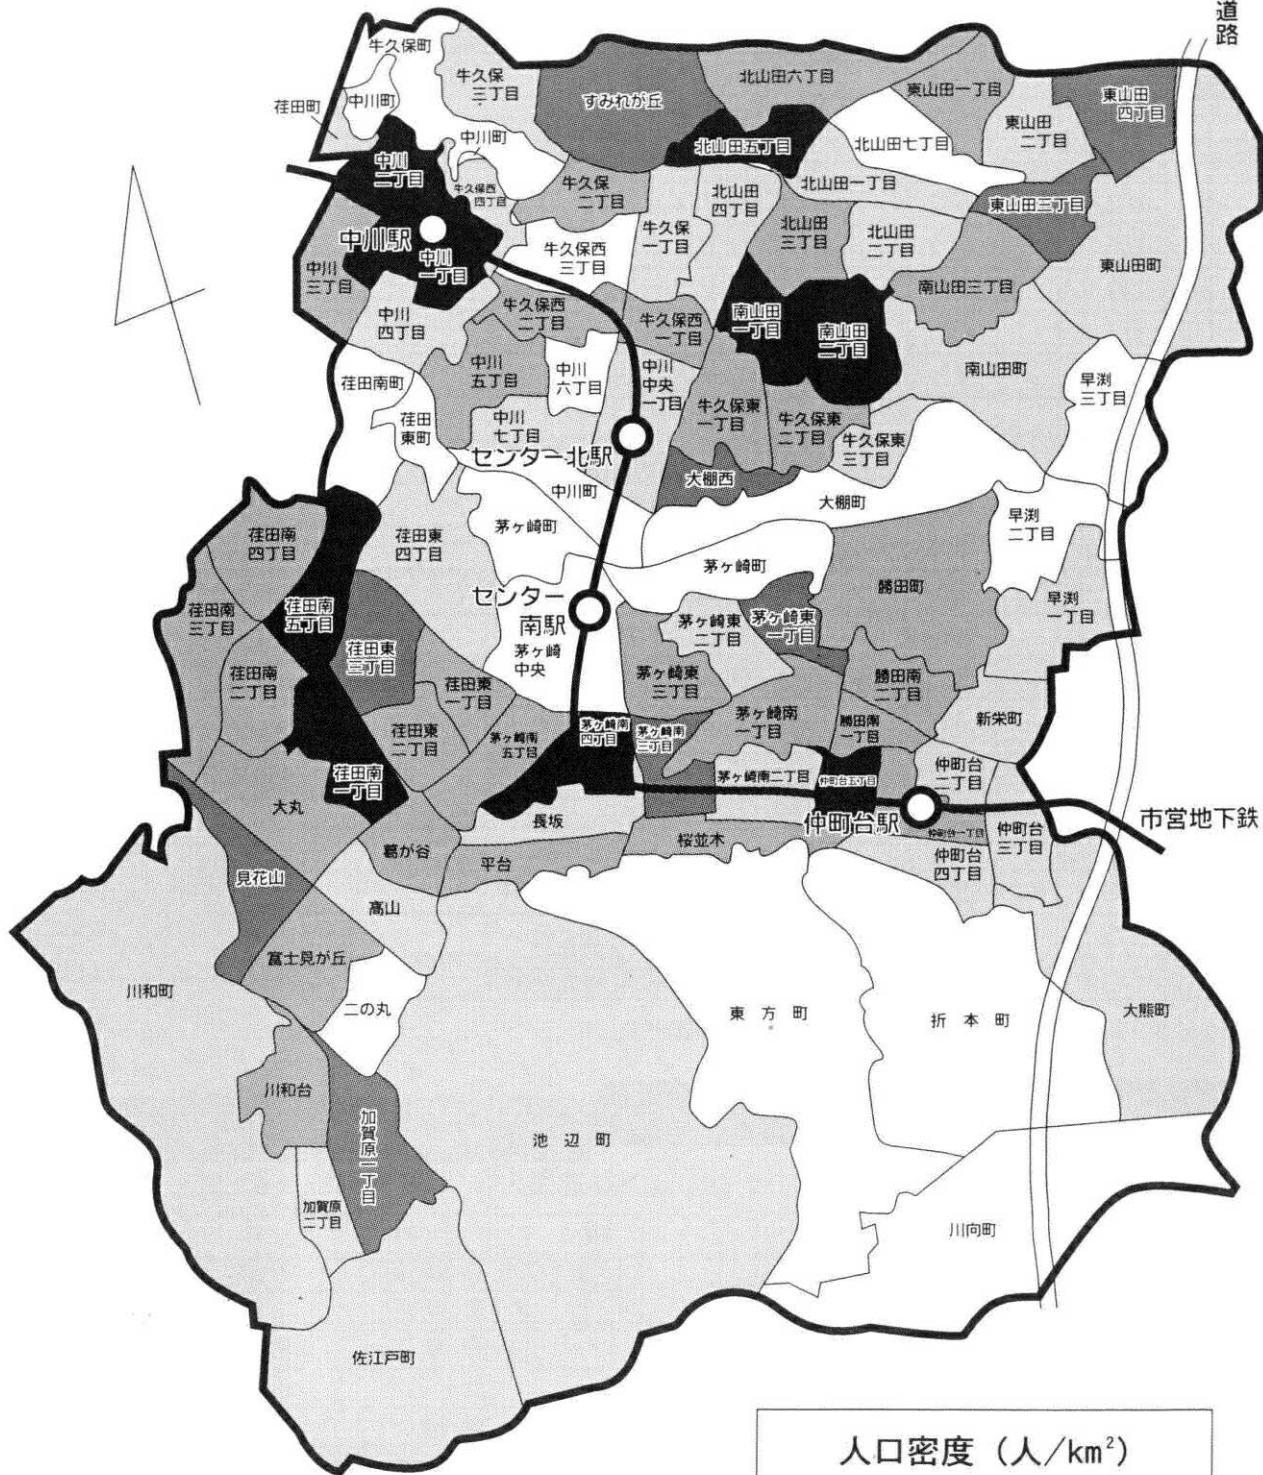 道
路
牛久保町
牛久保
三丁目
すみれが丘
北山田六丁目
東山田一丁目
東山田
四丁目
荏田町
中川町
中川町
北山田五丁目
北山田七丁目
東山田
二丁目
中川
二丁目
牛久保西
四丁目
牛久保
二丁目
北山田
四丁目
北山田一丁目
東山田三丁目
中川駅
中川
一丁目
牛久保西
三丁目
牛久保
一丁目
北山田
三丁目
北山田
二丁目
東山田町
中川
三丁目
南山田三丁目
中川
四丁目
牛久保西
二丁目
牛久保西
一丁目
南山田
一丁目
南山田
二丁目
荏田南町
中川
五丁目
中川
六丁目
中川
中央
一丁目
南山田町
早渕
三丁目
荏田
東町
中川
七丁目
牛久保東
一丁目
牛久保東
二丁目
牛久保東
三丁目
センター北駅
中川町
大棚西
大棚町
荏田南
四丁目
荏田東
四丁目
茅ヶ崎町
早渕
二丁目
茅ヶ崎町
勝田町
荏田南
三丁目
荏田南
五丁目
センター
南駅
茅ヶ崎東
二丁目
茅ヶ崎東
一丁目
早渕
一丁目
荏田東
三丁目
茅ヶ崎
中央
荏田南
二丁目
荏田東
一丁目
茅ヶ崎東
三丁目
勝田南
二丁目
荏田東
二丁目
茅ヶ崎南
五丁目
茅ヶ崎南
四丁目
茅ヶ崎南
三丁目
茅ヶ崎南
一丁目
勝田南
一丁目
新栄町
荏田南
一丁目
茅ヶ崎南二丁目
仲町台五丁目
仲町台
二丁目
大丸
長坂
仲町台駅
市営地下鉄
葛が谷
平台
桜並木
仲町台一丁目
仲町台
三丁目
仲町台
四丁目
見花山
高山
富士見が丘
川和町
二の丸
東方町
折本町
大熊町
川和台
加賀原一丁目
池辺町
加賀原
二丁目
川向町
佐江戸町
人口密度（人/km²）